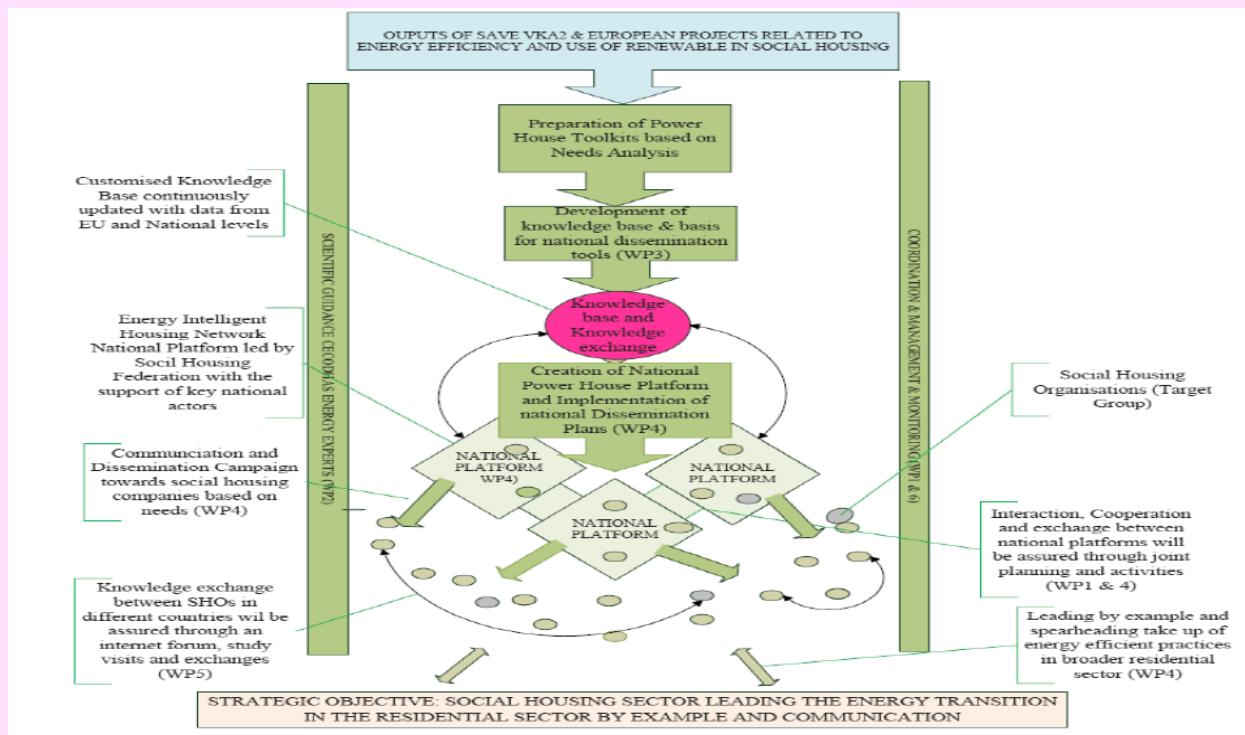 OUPUTS OF SAVE VKA2 & EUROPEAN PROJECTS RELATED TO
ENERGY EFFICIENCY AND USE OF RENEWABLE IN SOCIAL HOUSING
Preparation of Power
House Toolkits based on
Needs Analysis
Customised Knowledge
Base continuously
updated with data from
EU and National levels
Development of
knowledge base & basis
for national dissemination
tools (WP3)
SCIENTIFIC GUIDANCE CECODHAS ENERGY EXPERTS (WP2)
COORDINATION & MANAGEMENT & MONITORING (WP1 & 6)
Knowledge
base and
Knowledge
exchange
Energy Intelligent
Housing Network
National Platform led by
Socil Housing
Federation with the
support of key national
actors
Creation of National
Power House Platform
and Implementation of
national Dissemination
Plans (WP4)
Social Housing
Organisations (Target
Group)
Communciation and
Dissemination Campaign
towards social housing
companies based on
needs (WP4)
NATIONAL
PLATFORM
WP4)
NATIONAL
PLATFORM
NATIONAL
PLATFORM
Interaction, Cooperation
and exchange between
national platforms will
be assured through joint
planning and activities
(WP1 & 4)
Knowledge exchange
between SHOs in
different countries wil be
assured through an
internet forum, study
visits and exchanges
(WP5)
Leading by example and
spearheading take up of
energy efficient practices
in broader residential
sector (WP4)
STRATEGIC OBJECTIVE: SOCIAL HOUSING SECTOR LEADING THE ENERGY TRANSITION
IN THE RESIDENTIAL SECTOR BY EXAMPLE AND COMMUNICATION